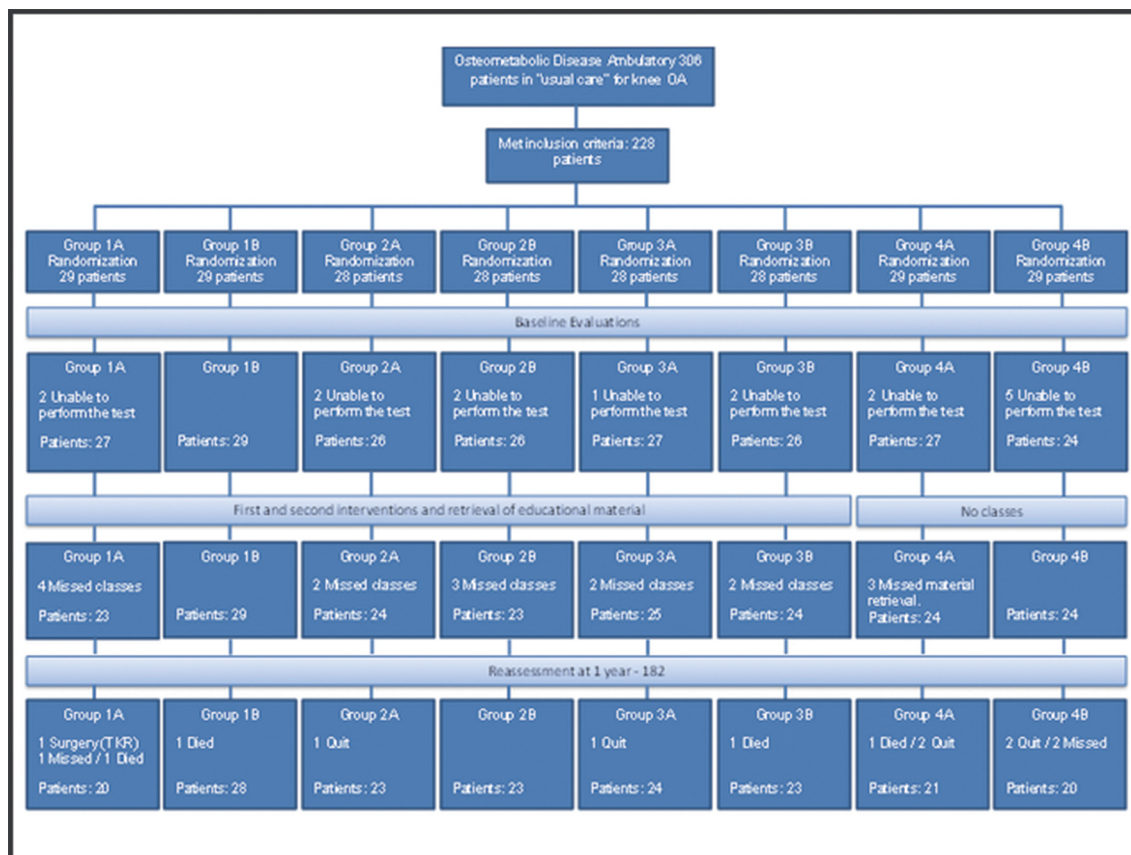 Osteometabolic Disease Ambulatory 306
patients in "usual care" for knee OA
Met inclusion criteria: 228
patients
Group 1A
Randomization
29 patients
Group 1B
Randomization
29 patients
Group 2A
Randomization
28 patients
Group 2B
Randomization
28 patients
Group 3A
Randomization
28 patients
Group 3B
Randomization
28 patients
Group 4A
Randomization
29 patients
Group 4B
Randomization
29 patients
Baseline Evaluations
Group 1A
2 Unable to
perform the test
Patients: 27
Group 1B
Patients: 29
Group 2A
2 Unable to
perform the test
Patients: 26
Group 2B
2 Unable to
perform the test
Patients: 26
Group 3A
1 Unable to
perform the test
Patients: 27
Group 3B
2 Unable to
perform the test
Patients: 26
Group 4A
2 Unable to
perform the test
Patients: 27
Group 4B
5 Unable to
perform the test
Patients: 24
First and second interventions and retrieval of educational material
No classes
Group 1A
4 Missed classes
Patients: 23
Group 1B
Patients: 29
Group 2A
2 Missed classes
Patients: 24
Group 2B
3 Missed classes
Patients: 23
Group 3A
2 Missed classes
Patients: 25
Group 3B
2 Missed classes
Patients: 24
Group 4A
3 Missed material
retrieval.
Patients: 24
Group 4B
Patients: 24
Reassessment at 1 year - 182
Group 1A
1 Surgery(TKR)
1 Missed / 1 Died
Patients: 20
Group 1B
1 Died
Patients: 28
Group 2A
1 Quit
Patients: 23
Group 2B
Patients: 23
Group 3A
1 Quit
Patients: 24
Group 3B
1 Died
Patients: 23
Group 4A
1 Died / 2 Quit
Patients: 21
Group 4B
2 Quit / 2 Missed
Patients: 20